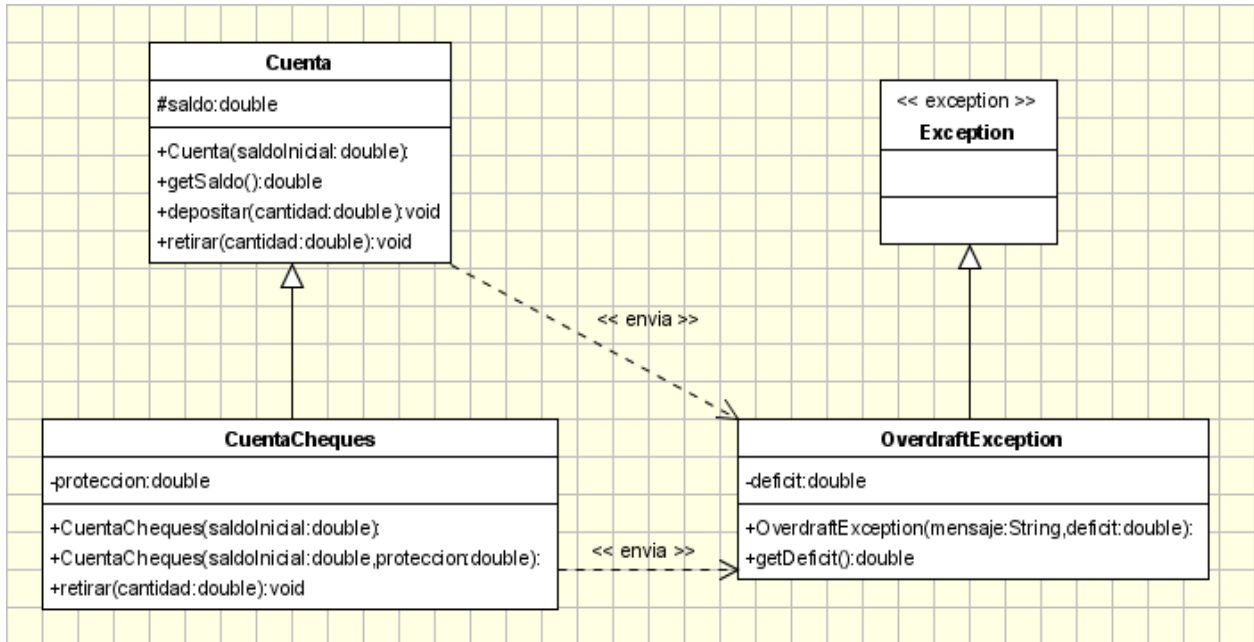 Cuenta
#saldo:double
+Cuenta(saldoInicial:double):
+getSaldo():double
+depositar(cantidad:double):void
+retirar(cantidad:double):void
<< exception >>
Exception
<< envia >>
CuentaCheques
-proteccion:double
+CuentaCheques(saldoInicial:double):
+CuentaCheques(saldoInicial:double,proteccion:double):
+retirar(cantidad:double):void
<< envia >>
OverdraftException
-deficit:double
+OverdraftException(mensaje:String,deficit:double):
+getDeficit():double